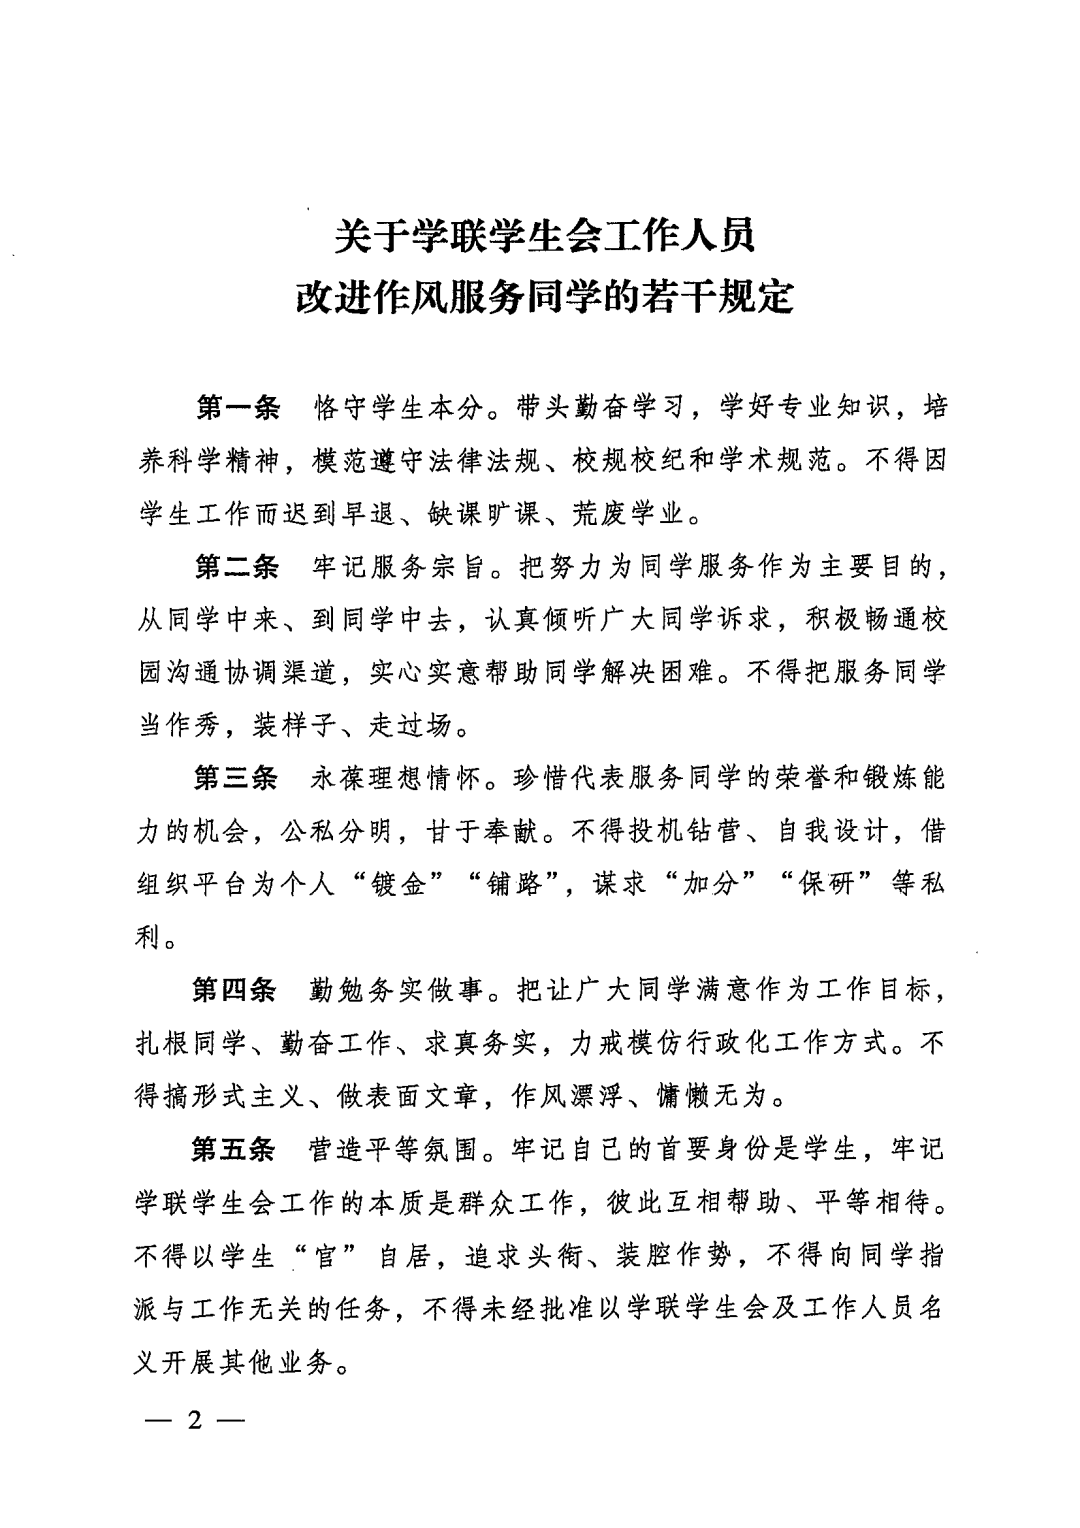 关于学联学生会工作人员
改进作风服务同学的若干规定
第一条 恪守学生本分。带头勤奋学习，学好专业知识，培
养科学精神，模范遵守法律法规、校规校纪和学术规范。不得因
学生工作而迟到早退、缺课旷课、荒废学业。
第二条 牢记服务宗旨。把努力为同学服务作为主要目的，
从同学中来、到同学中去，认真倾听广大同学诉求，积极畅通校
园沟通协调渠道，实心实意帮助同学解决困难。不得把服务同学
当作秀，装样子、走过场。
第三条 永葆理想情怀。珍惜代表服务同学的荣誉和锻炼能
力的机会，公私分明，甘于奉献。不得投机钻营、自我设计，借
组织平台为个人“镀金”“铺路”，谋求“加分”“保研”等私
利。
第四条 勤勉务实做事。把让广大同学满意作为工作目标，
扎根同学、勤奋工作、求真务实，力戒模仿行政化工作方式。不
得搞形式主义、做表面文章，作风漂浮、慵懒无为。
第五条 营造平等氛围。牢记自己的首要身份是学生，牢记
学联学生会工作的本质是群众工作，彼此互相帮助、平等相待。
不得以学生“官”自居，追求头衔、装腔作势，不得向同学指
派与工作无关的任务，不得未经批准以学联学生会及工作人员名
义开展其他业务。
— 2 —